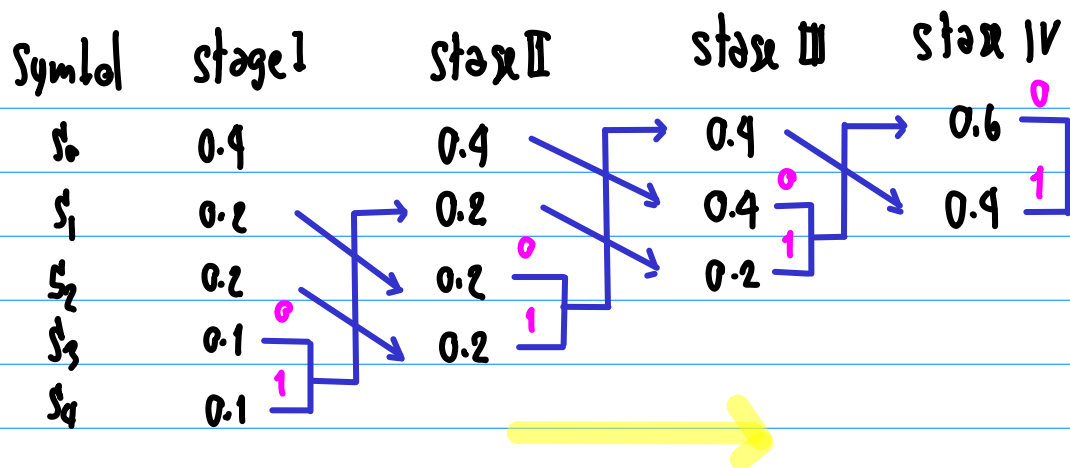 Symbol stage I stage II stage III stage IV
0
S₀ 0.4 0.4 0.4 0.6
0 1
S₁ 0.2 0.2 0.4 0.4
0 1
S₂ 0.2 0.2 0.2
0 1
S₃ 0.1 0.2
1
S₄ 0.1